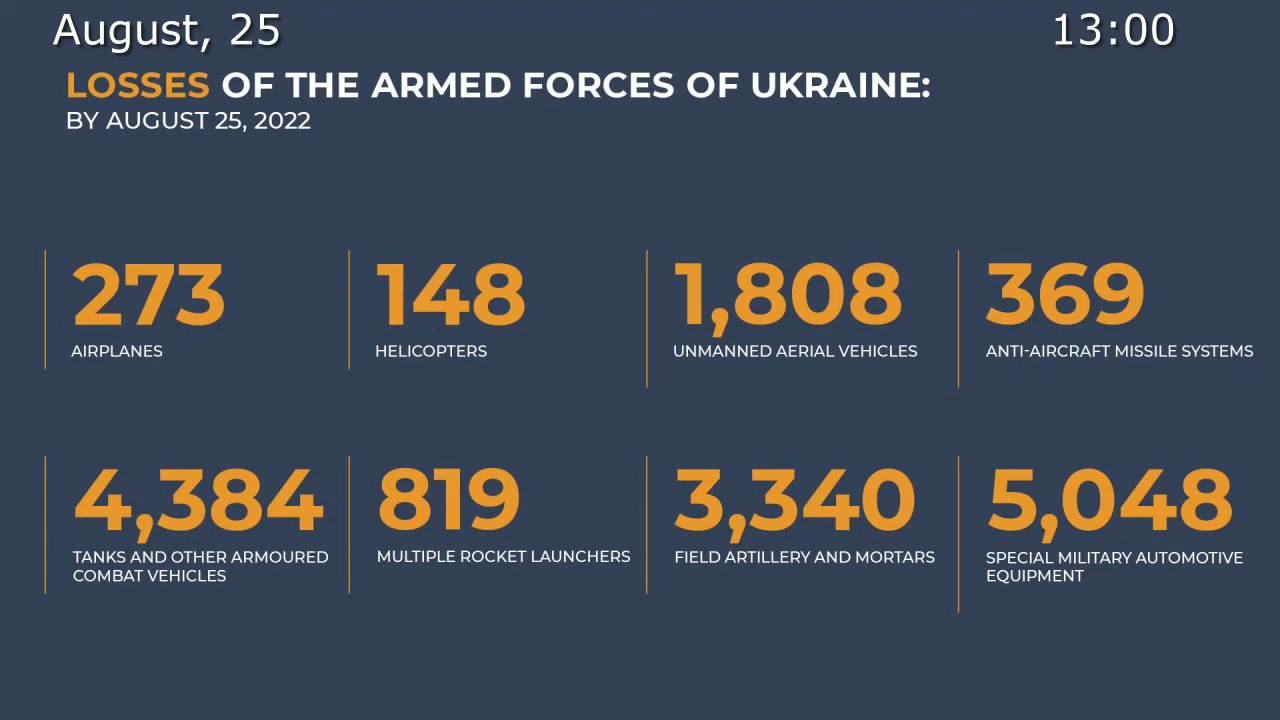 August, 25
13:00
LOSSES OF THE ARMED FORCES OF UKRAINE:
BY AUGUST 25, 2022
273
AIRPLANES
148
HELICOPTERS
1,808
UNMANNED AERIAL VEHICLES
369
ANTI-AIRCRAFT MISSILE SYSTEMS
4,384
TANKS AND OTHER ARMOURED
COMBAT VEHICLES
819
MULTIPLE ROCKET LAUNCHERS
3,340
FIELD ARTILLERY AND MORTARS
5,048
SPECIAL MILITARY AUTOMOTIVE
EQUIPMENT